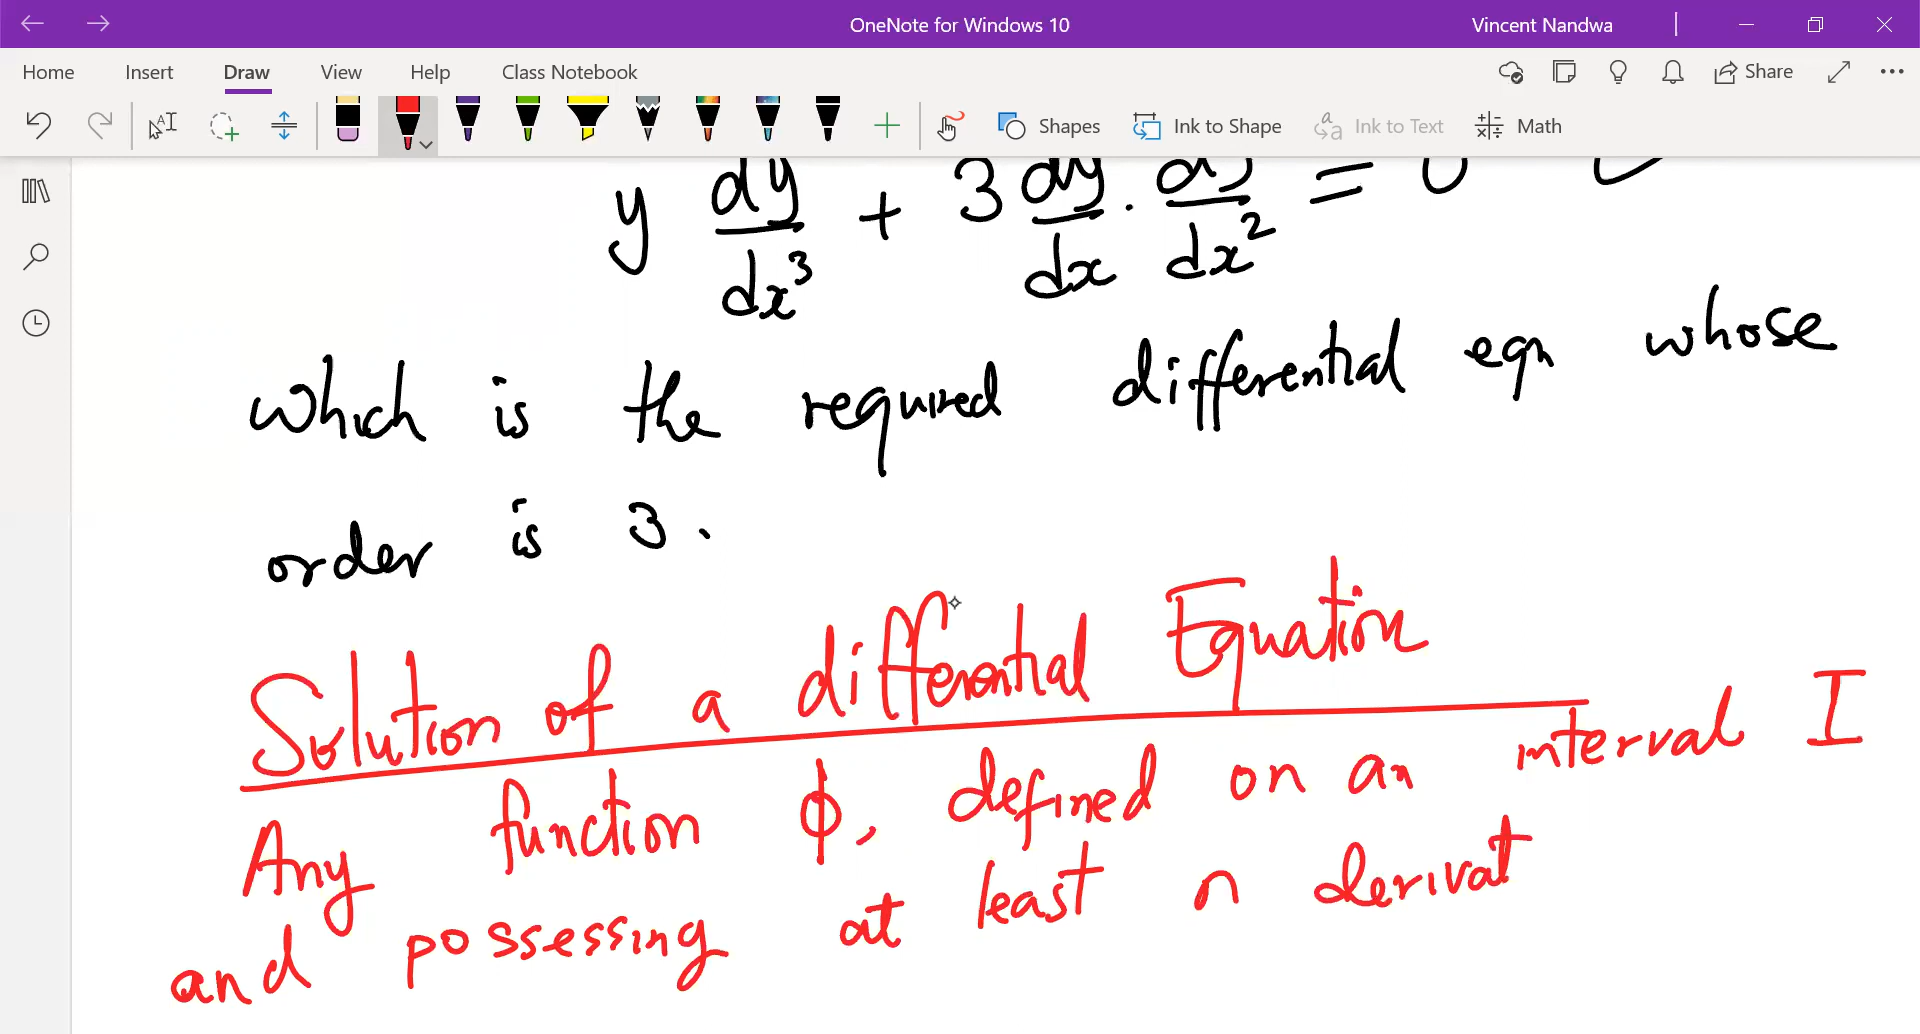 OneNote for Windows 10
Vincent Nandwa
Home Insert Draw View Help Class Notebook
Share
Shapes Ink to Shape Ink to Text Math
y dy/dx³ + 3 dy/dx . dy/dx² = 0
which is the required differential eqn whose
order is 3.
Solution of a differential Equation
Any function ϕ, defined on an interval I
and possessing at least n derivat